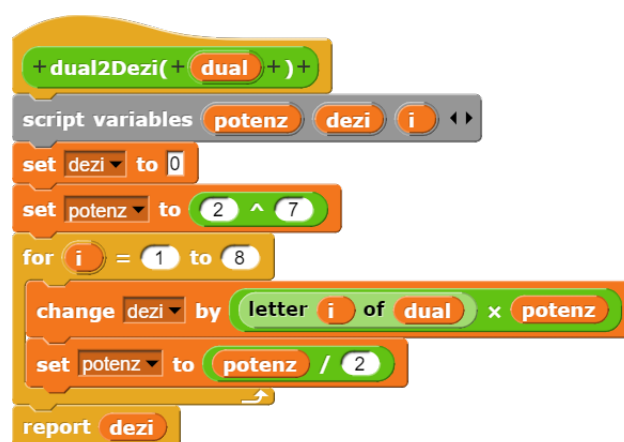 +dual2Dezi(+ dual +)+
script variables potenz dezi i
set dezi to 0
set potenz to 2 ^ 7
for i = 1 to 8
change dezi by letter i of dual × potenz
set potenz to potenz / 2
report dezi